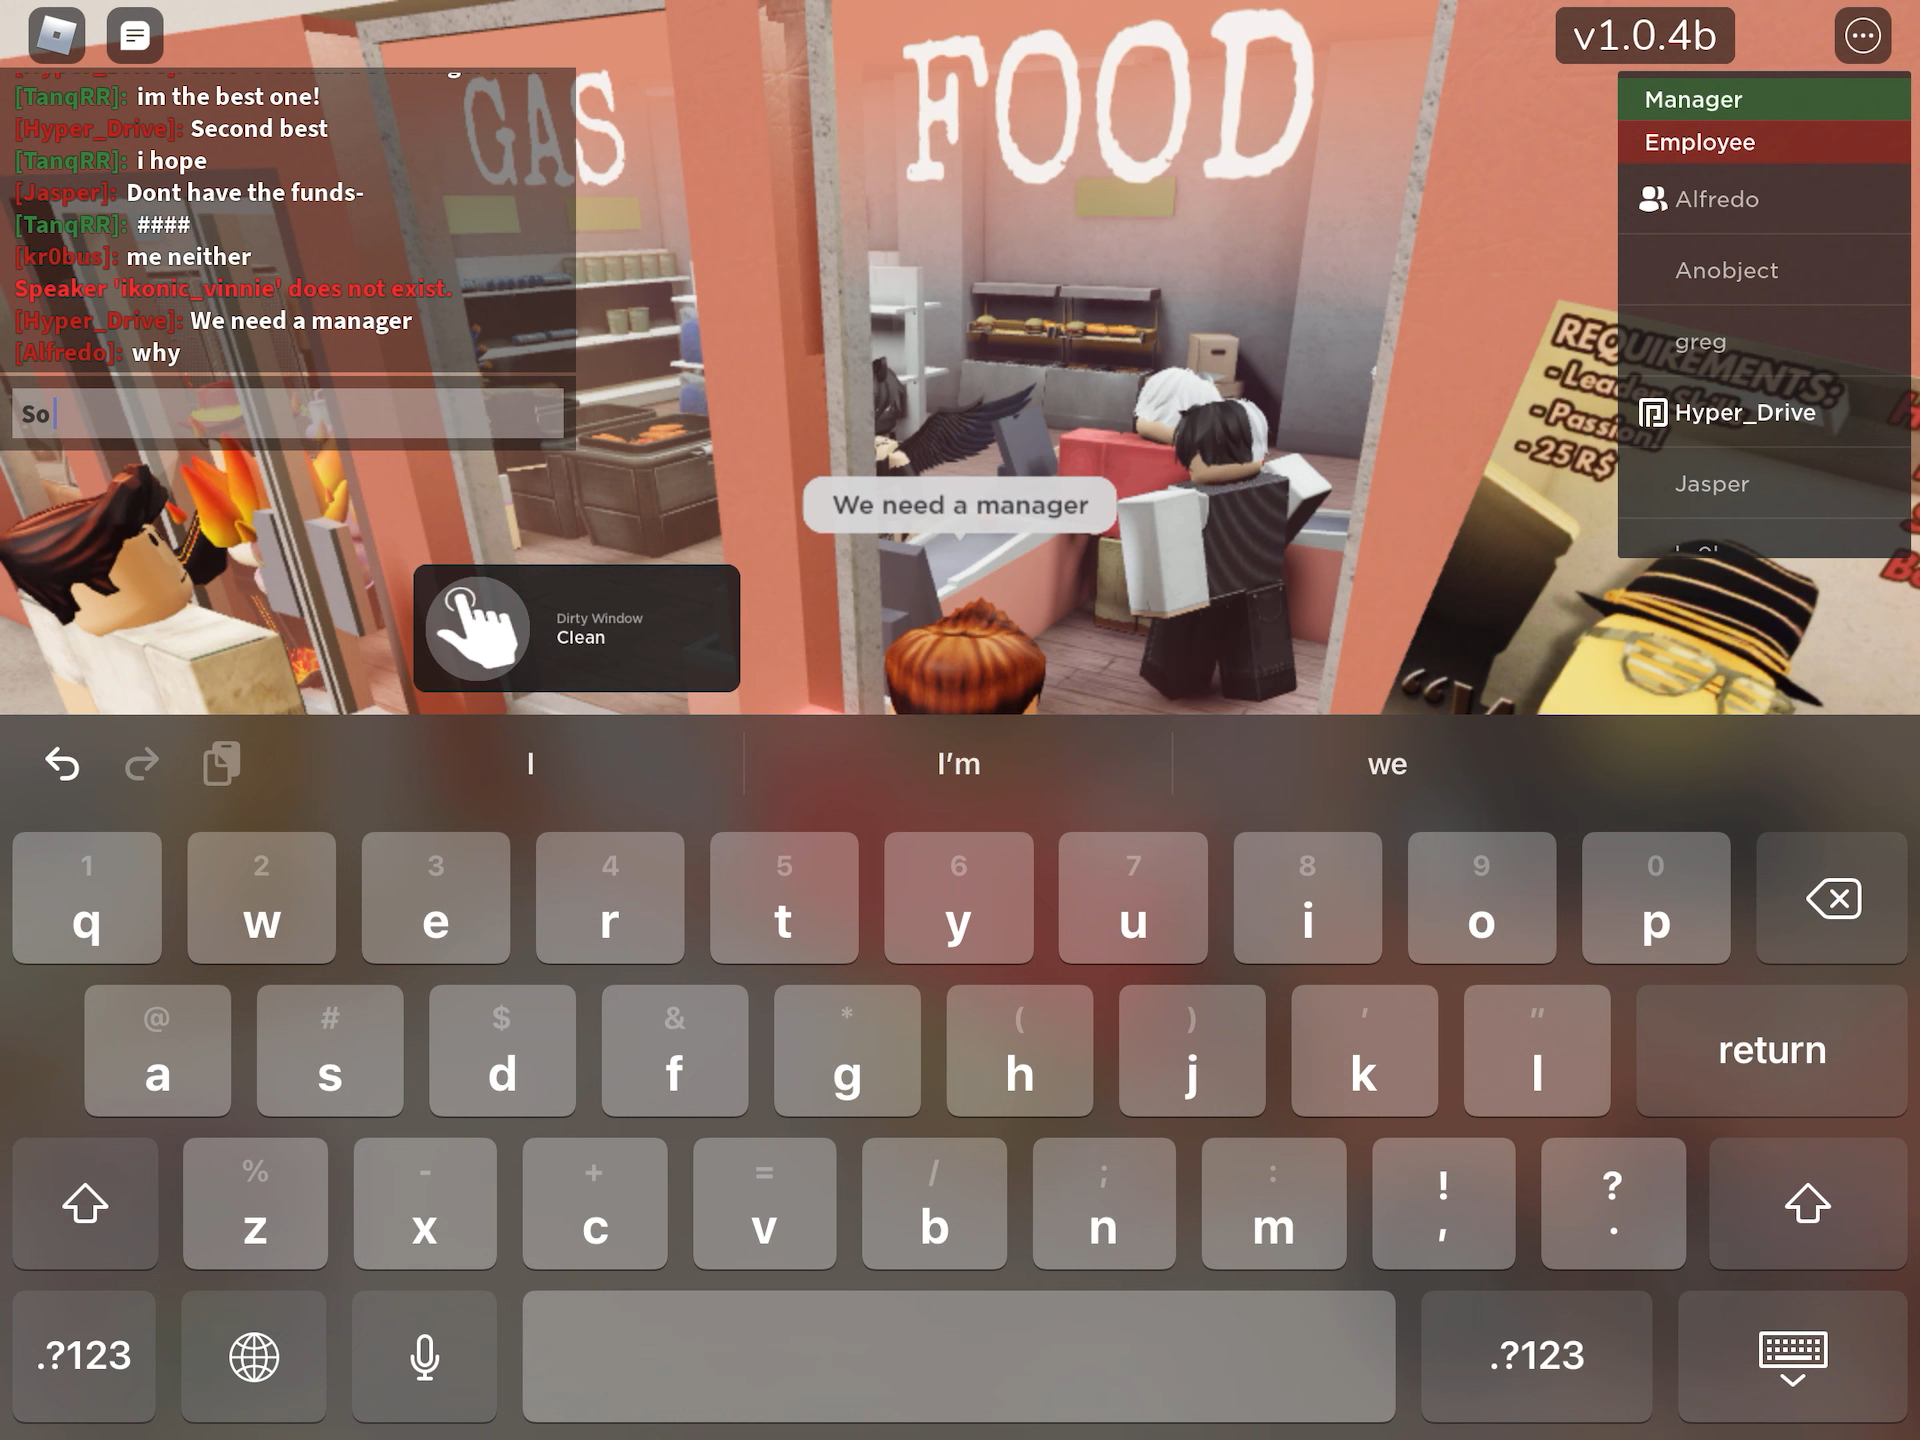 v1.0.4b
[TanqRR]: im the best one!
[Hyper_Drive]: Second best
[TanqRR]: i hope
[Jasper]: Dont have the funds-
[TanqRR]: ####
[kr0bus]: me neither
Speaker 'ikonic_vinnie' does not exist.
[Hyper_Drive]: We need a manager
[Alfredo]: why
So
GAS
FOOD
Manager
Employee
Alfredo
Anobject
greg
Hyper_Drive
Jasper
REQUIREMENTS:
- Leader Skill
- Passion!
- 25 R$
We need a manager
Dirty Window
Clean
I
I'm
we
1 2 3 4 5 6 7 8 9 0
q w e r t y u i o p
@ # $ & * ( ) ' "
a s d f g h j k l return
% - + = / ; : ! ?
z x c v b n m , .
.?123 .?123